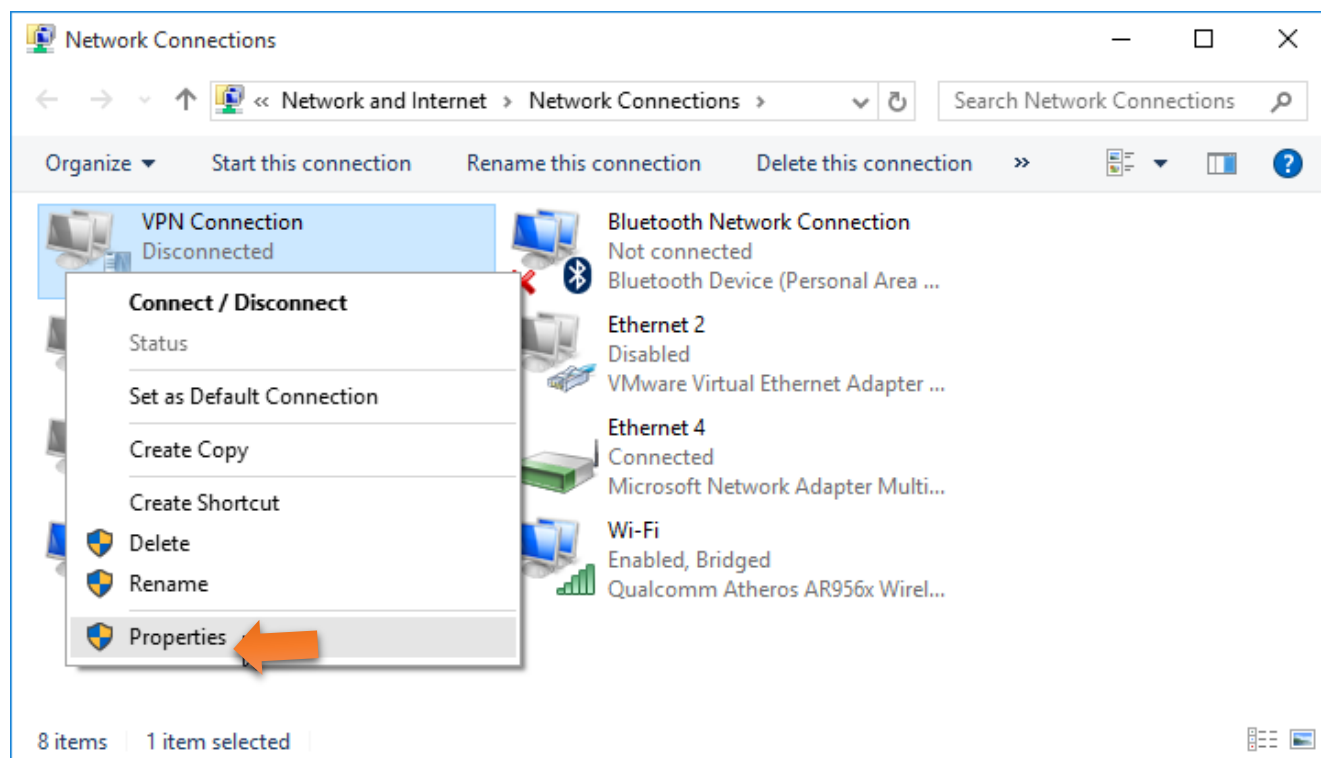 Network Connections
« Network and Internet > Network Connections >
Search Network Connections
Organize
Start this connection
Rename this connection
Delete this connection
»
?
VPN Connection
Disconnected
Connect / Disconnect
Status
Set as Default Connection
Create Copy
Create Shortcut
Delete
Rename
Properties
Bluetooth Network Connection
Not connected
Bluetooth Device (Personal Area ...
Ethernet 2
Disabled
VMware Virtual Ethernet Adapter ...
Ethernet 4
Connected
Microsoft Network Adapter Multi...
Wi-Fi
Enabled, Bridged
Qualcomm Atheros AR956x Wirel...
8 items
1 item selected